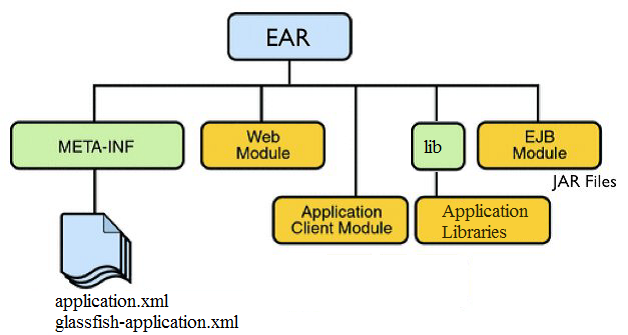 EAR
META-INF
Web
Module
lib
EJB
Module
JAR Files
Application
Client Module
Application
Libraries
application.xml
glassfish-application.xml